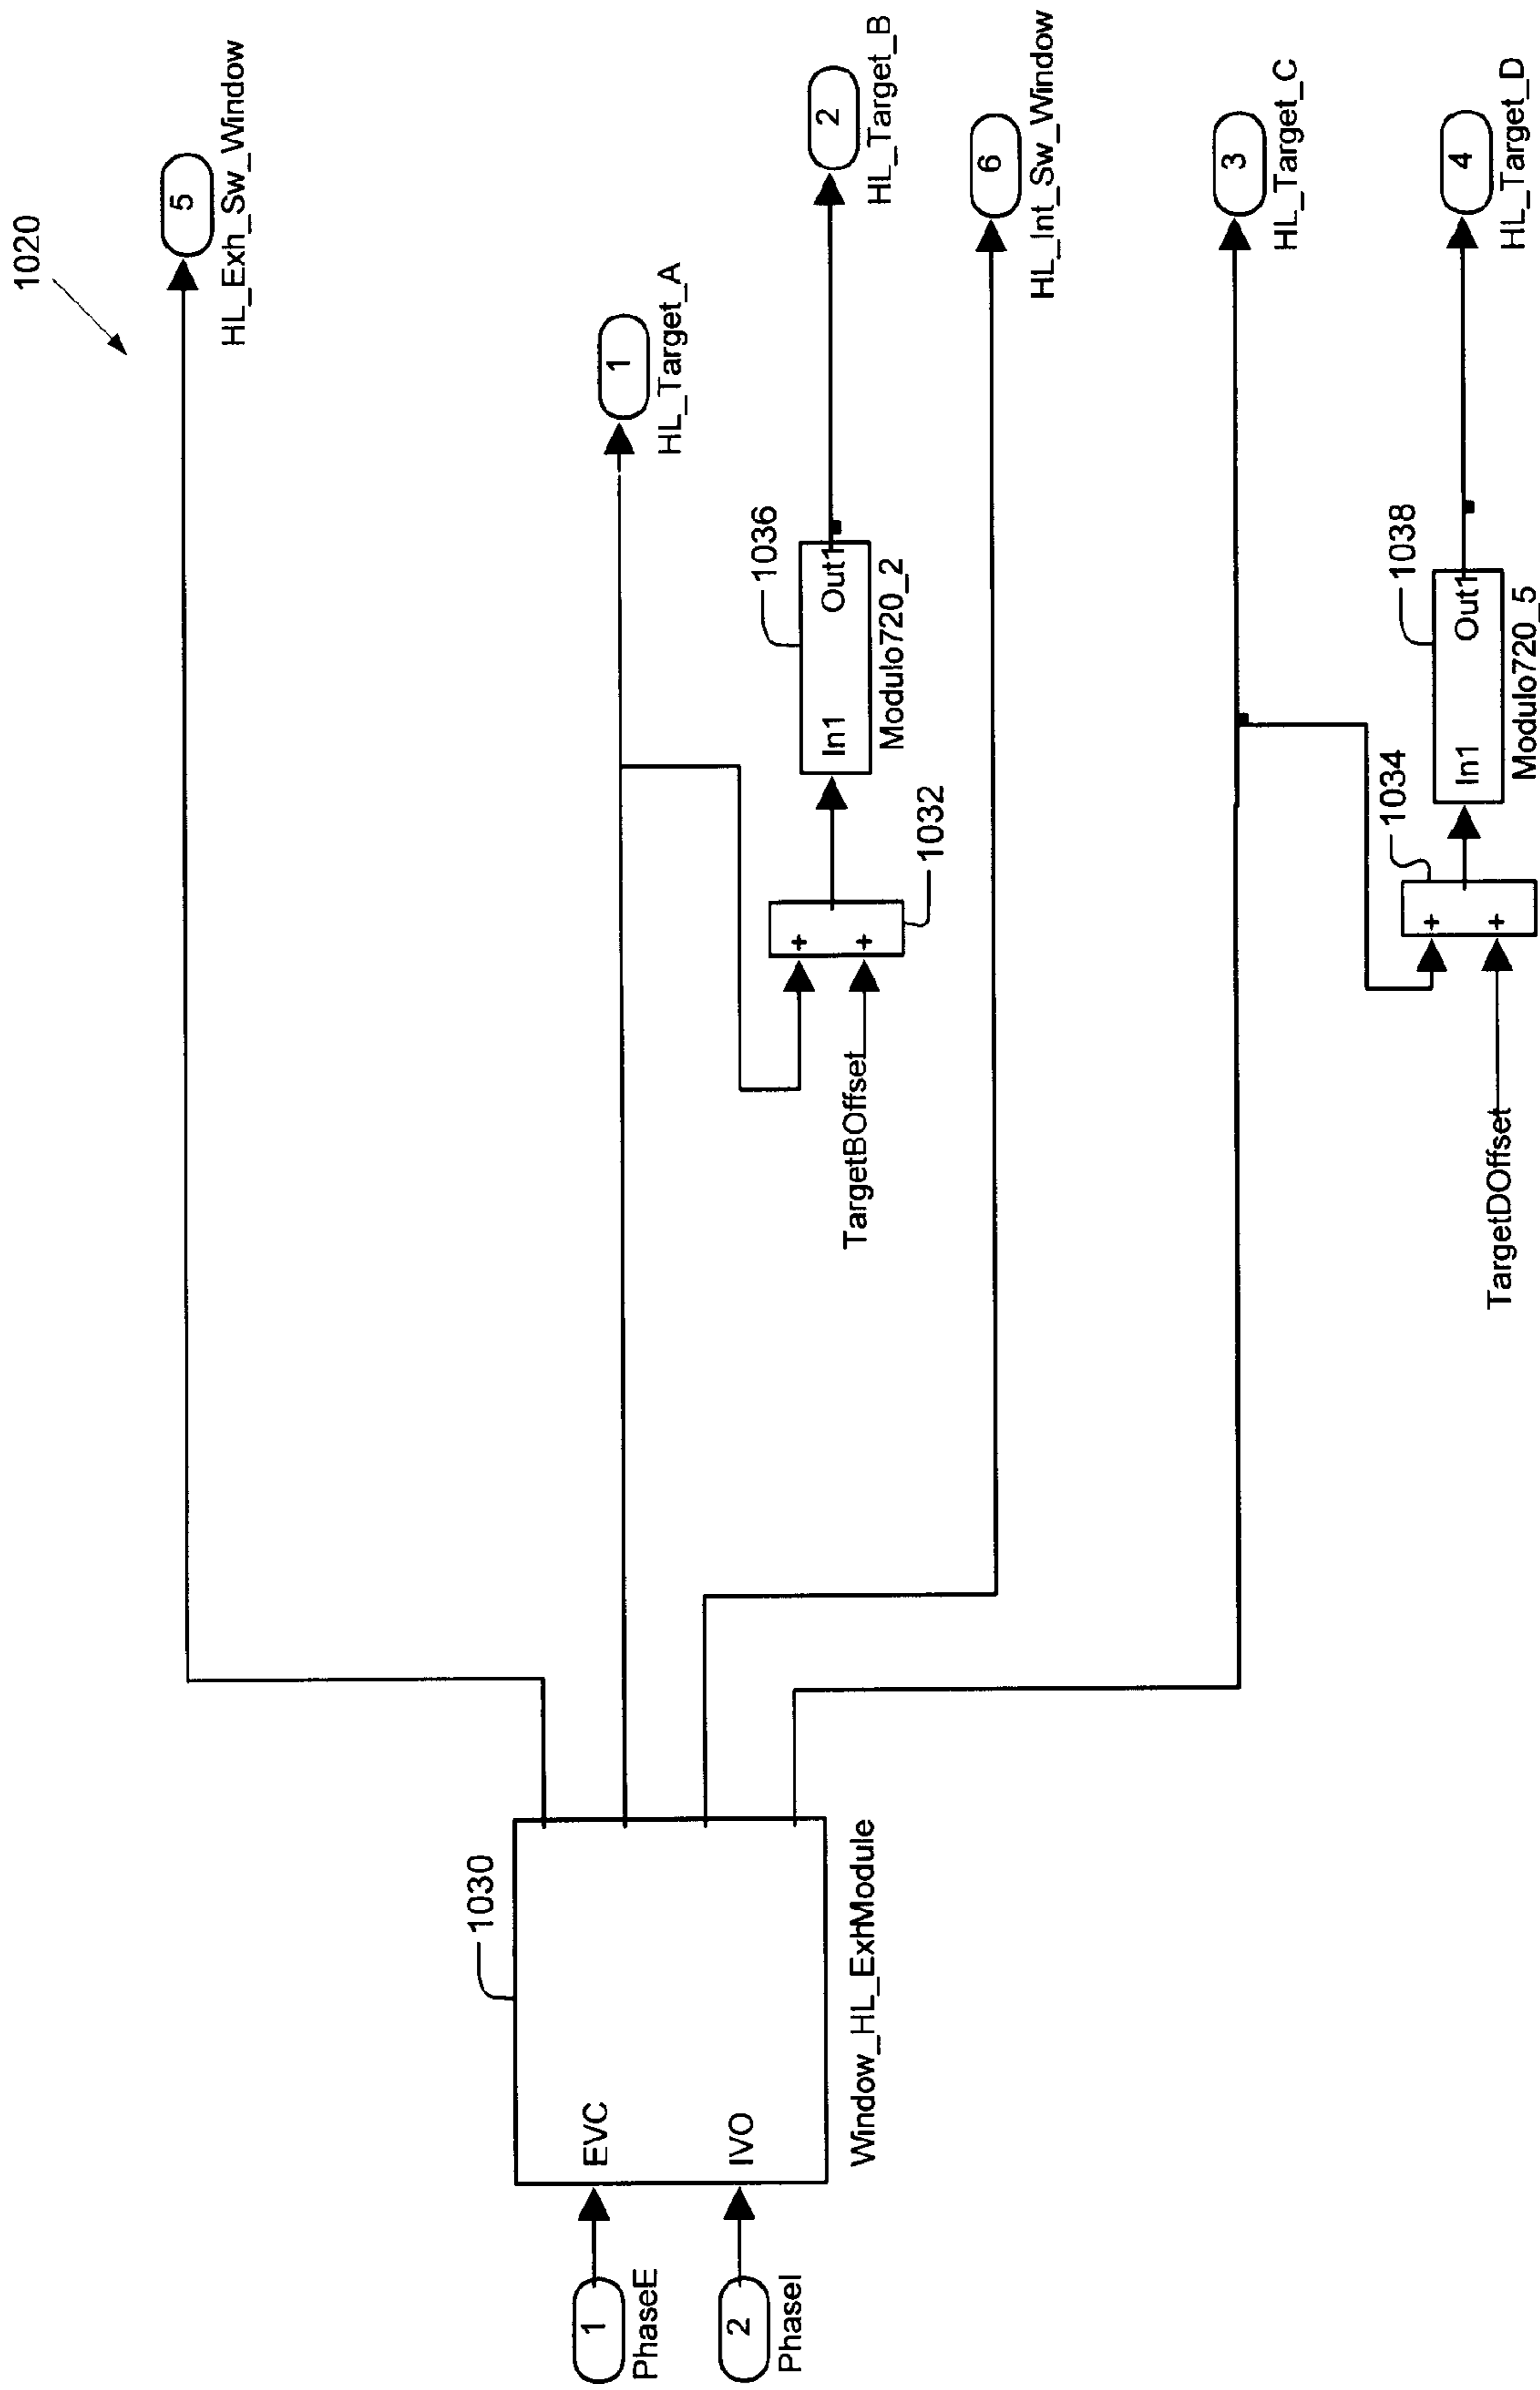 1020
5
HL_Exh_Sw_Window
1
HL_Target_A
1030
1
PhaseE
EVC
2
PhaseI
IVO
Window_HL_ExhModule
1036
In1 Out1
Modulo720_2
2
HL_Target_B
TargetBOffset
+
+
1032
6
HL_Int_Sw_Window
3
HL_Target_C
1034
1038
+
+
TargetDOffset
In1 Out1
Modulo720_5
4
HL_Target_D